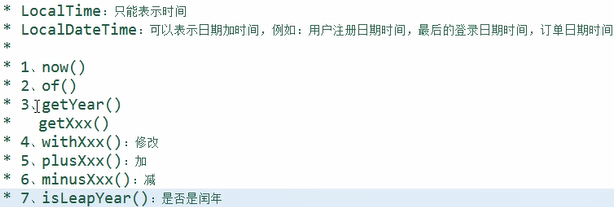 * LocalTime：只能表示时间
* LocalDateTime：可以表示日期加时间，例如：用户注册日期时间，最后的登录日期时间，订单日期时间
*
* 1、now()
* 2、of()
* 3、getYear()
* getXxx()
* 4、withXxx()：修改
* 5、plusXxx()：加
* 6、minusXxx()：减
* 7、isLeapYear()：是否是闰年